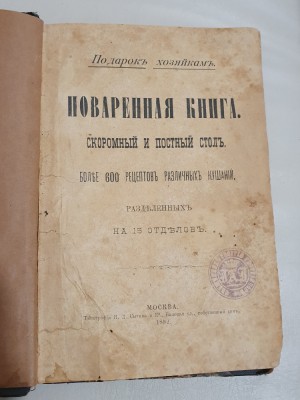 Подарокъ хозяйкамъ.
ПОВАРЕННАЯ КНИГА.
СКОРОМНЫЙ И ПОСТНЫЙ СТОЛЪ.
БОЛѢЕ 600 РЕЦЕПТОВЪ РАЗЛИЧНЫХЪ КУШАНІЙ,
РАЗДѢЛЕННЫХЪ
НА 15 ОТДѢЛОВЪ.
МОСКВА.